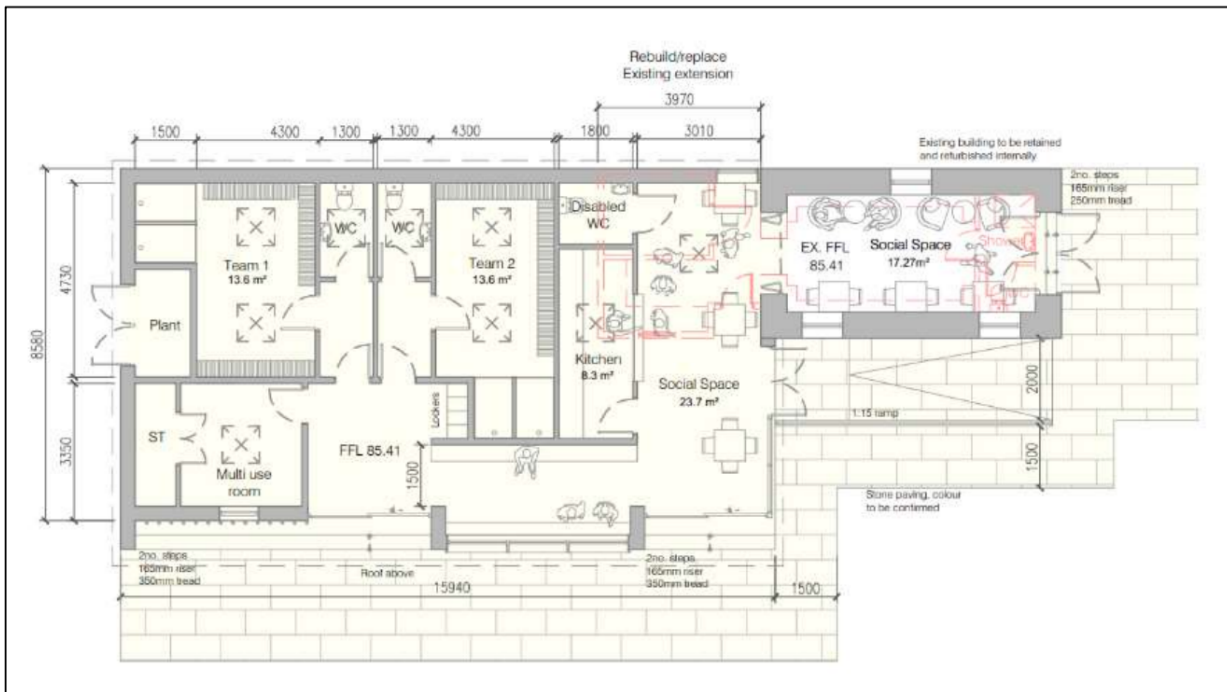 Rebuild/replace
Existing extension
3970
1500
4300
1300
1300
4300
1800
3010
Existing building to be retained
and refurbished internally
2no. steps
165mm riser
250mm tread
8580
4730
3350
Team 1
13.6 m²
WC
WC
Team 2
13.6 m²
Disabled
WC
EX. FFL
85.41
Social Space
17.27m²
Shower
Plant
Kitchen
8.3 m²
Social Space
23.7 m²
2000
1:15 ramp
ST
Multi use
room
FFL 85.41
Lockers
1500
1500
Stone paving, colour
to be confirmed
2no. steps
165mm riser
350mm tread
Roof above
2no. steps
165mm riser
350mm tread
15940
1500